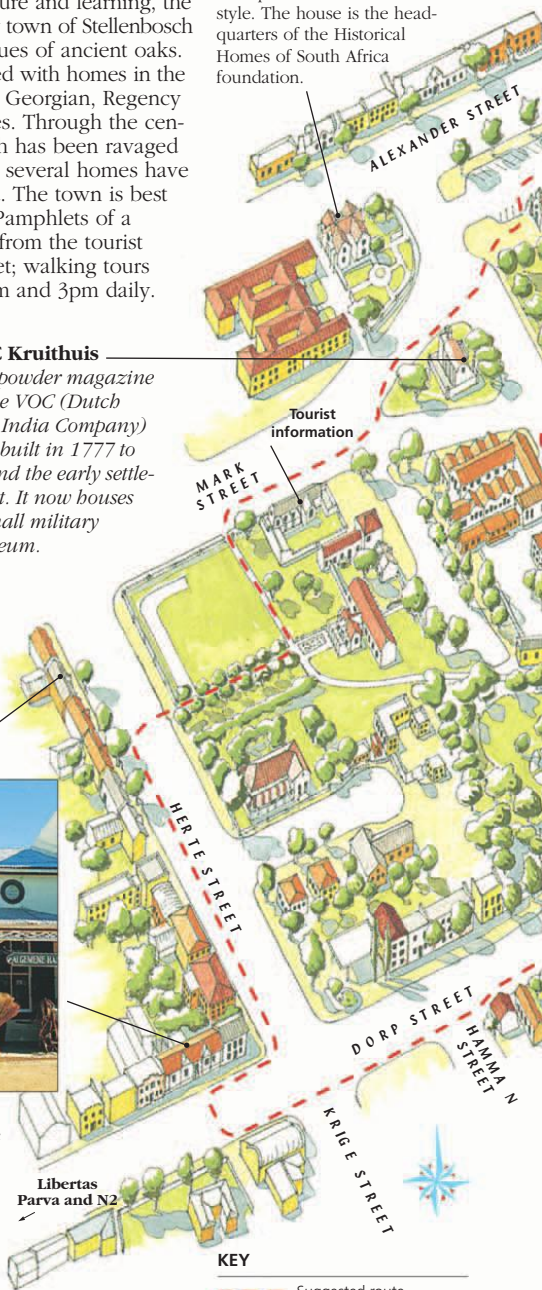 ure and learning, the
town of Stellenbosch
ues of ancient oaks.
ed with homes in the
Georgian, Regency
es. Through the cen-
n has been ravaged
several homes have
. The town is best
Pamphlets of a
from the tourist
et; walking tours
m and 3pm daily.
style. The house is the head-
quarters of the Historical
Homes of South Africa
foundation.
ALEXANDER STREET
E Kruithuis
powder magazine
e VOC (Dutch
India Company)
built in 1777 to
nd the early settle-
t. It now houses
all military
eum.
Tourist
information
MARK
STREET
HERTE STREET
ALGEMENE HA
DORP STREET
HAMMAN
STREET
KRIGE STREET
Libertas
Parva and N2
KEY
Suggested route